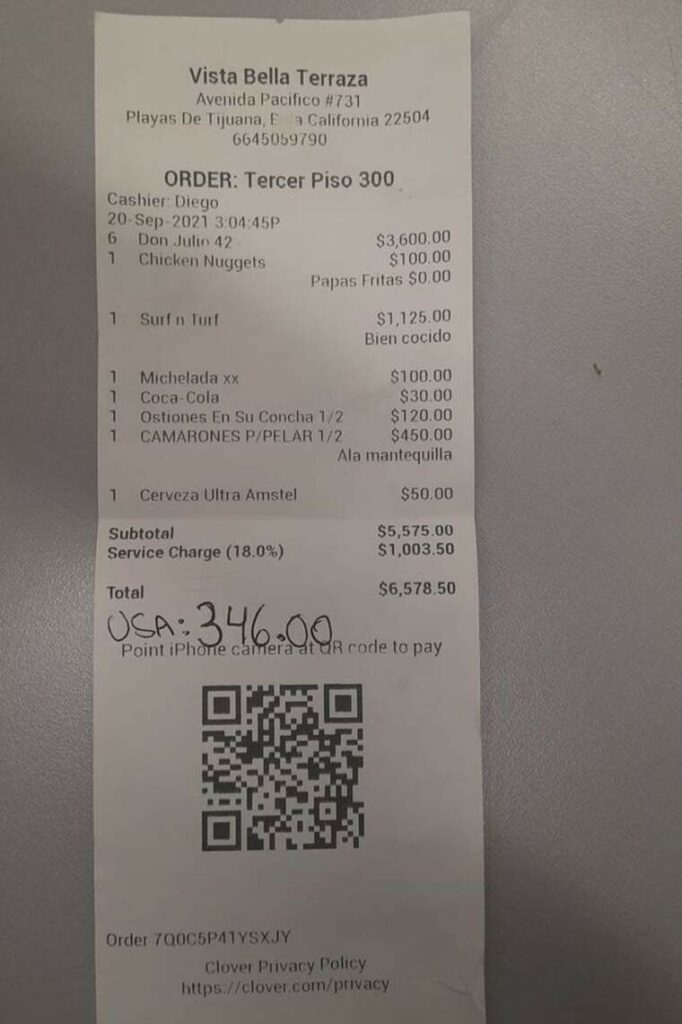 Vista Bella Terraza
Avenida Pacifico #731
Playas De Tijuana, California 22504
6645059790
ORDER: Tercer Piso 300
Cashier: Diego
20-Sep-2021 3:04:45P
6 Don Julio 42 $3,600.00
1 Chicken Nuggets $100.00
Papas Fritas $0.00
1 Surf n Turf $1,125.00
Bien cocido
1 Michelada xx $100.00
1 Coca-Cola $30.00
1 Ostiones En Su Concha 1/2 $120.00
1 CAMARONES P/PELAR 1/2 $450.00
Ala mantequilla
1 Cerveza Ultra Amstel $50.00
Subtotal $5,575.00
Service Charge (18.0%) $1,003.50
Total $6,578.50
USA: 346.00
Point iPhone camera at QR code to pay
Order 7Q0C5P41YSXJY
Clover Privacy Policy
https://clover.com/privacy